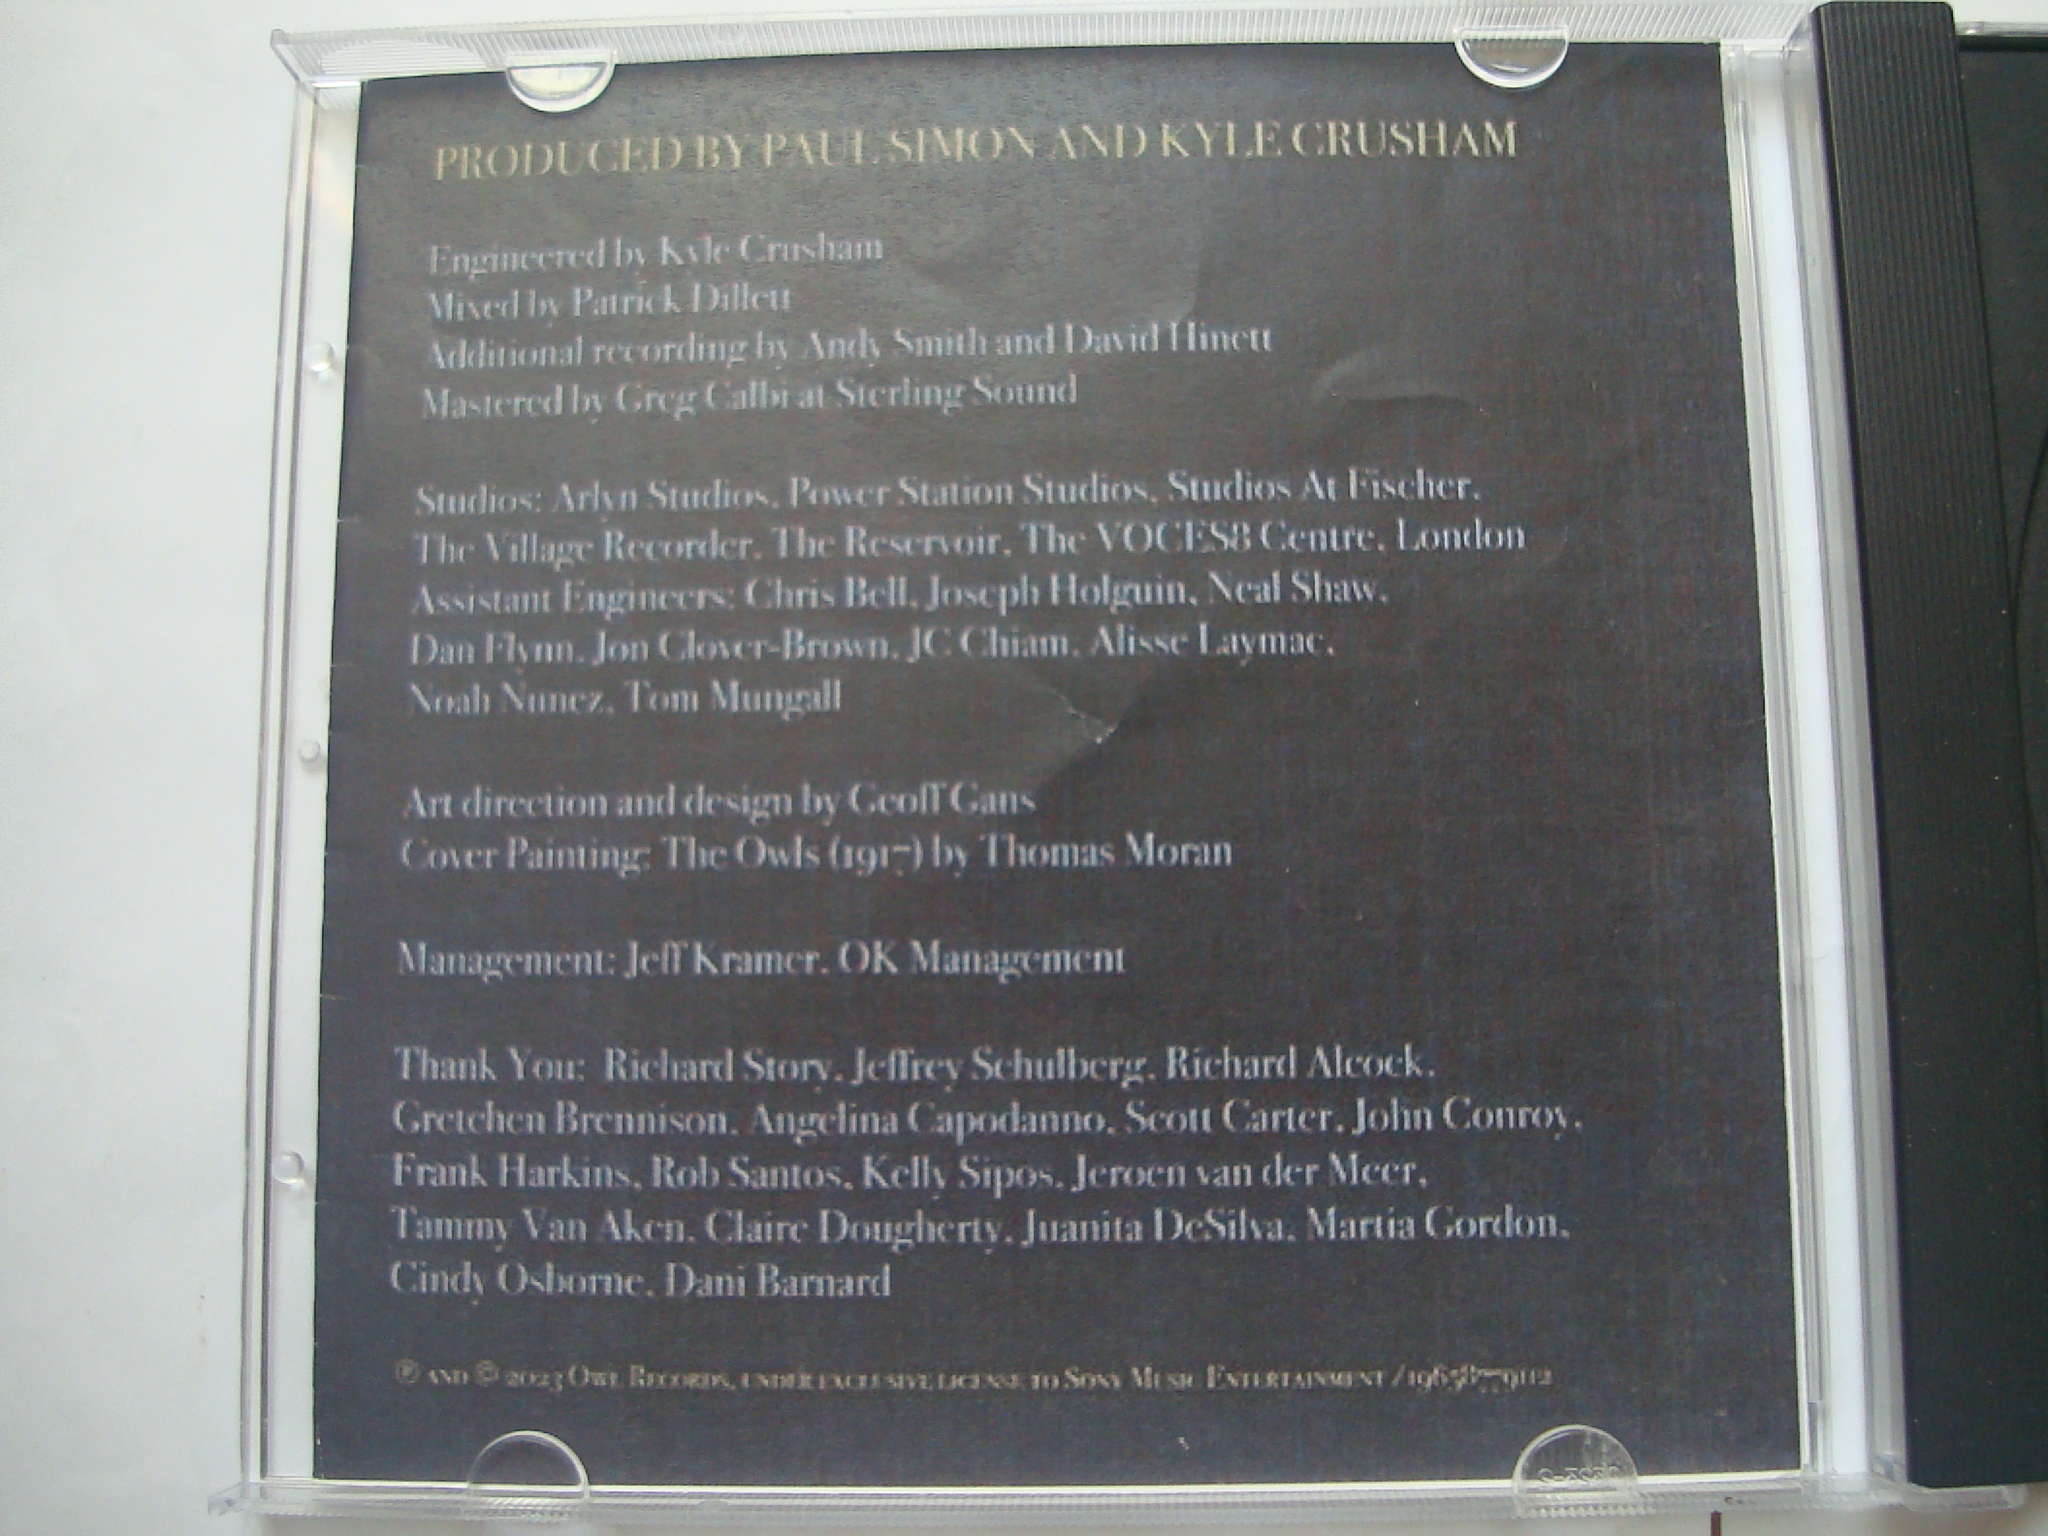 PRODUCED BY PAUL SIMON AND KYLE CRUSHAM
Engineered by Kyle Crusham
Mixed by Patrick Dillett
Additional recording by Andy Smith and David Hinett
Mastered by Greg Calbi at Sterling Sound
Studios: Arlyn Studios, Power Station Studios, Studios At Fischer,
The Village Recorder, The Reservoir, The VOCES8 Centre, London
Assistant Engineers: Chris Bell, Joseph Holguin, Neal Shaw,
Dan Flynn, Jon Clover-Brown, JC Chiam, Alisse Laymac,
Noah Nunez, Tom Mungall
Art direction and design by Geoff Gans
Cover Painting: The Owls (1917) by Thomas Moran
Management: Jeff Kramer, OK Management
Thank You: Richard Story, Jeffrey Schulberg, Richard Alcock,
Gretchen Brennison, Angelina Capodanno, Scott Carter, John Conroy,
Frank Harkins, Rob Santos, Kelly Sipos, Jeroen van der Meer,
Tammy Van Aken, Claire Dougherty, Juanita DeSilva, Martia Gordon,
Cindy Osborne, Dani Barnard
℗ AND © 2023 OWL RECORDS, UNDER EXCLUSIVE LICENSE TO SONY MUSIC ENTERTAINMENT / 19658779112